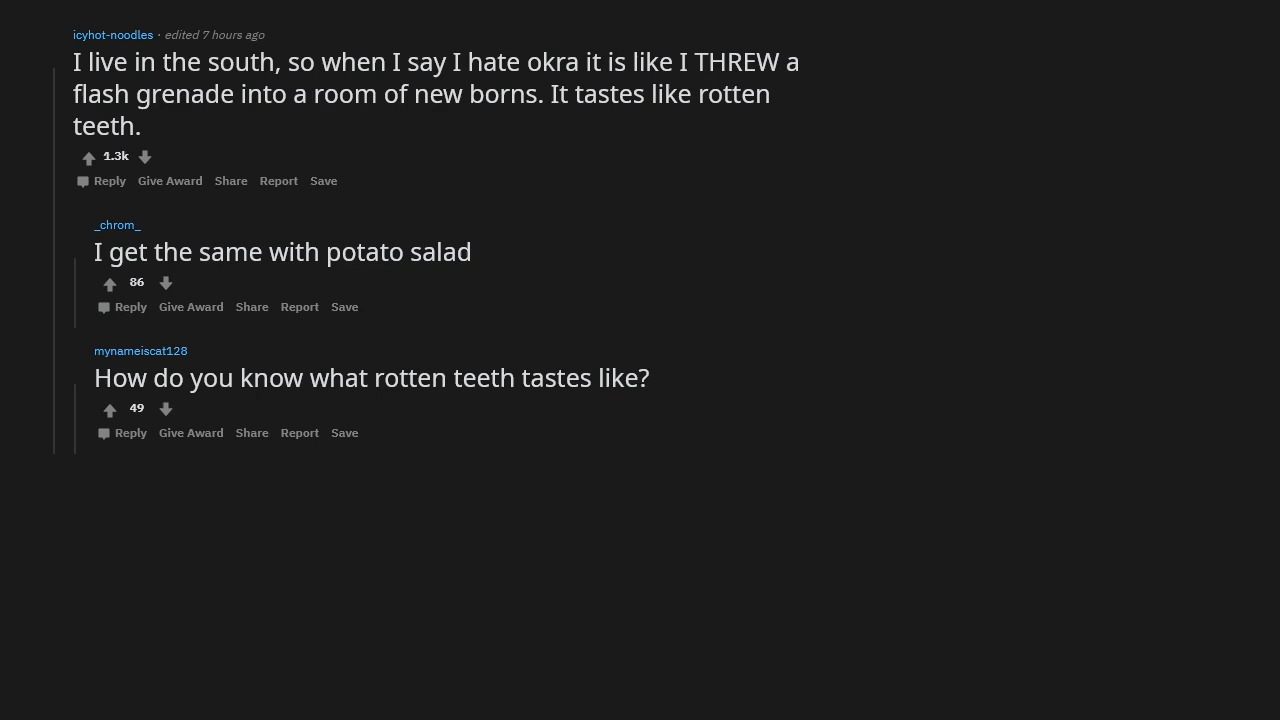 icyhot-noodles · edited 7 hours ago
I live in the south, so when I say I hate okra it is like I THREW a
flash grenade into a room of new borns. It tastes like rotten
teeth.
1.3k
Reply Give Award Share Report Save
_chrom_
I get the same with potato salad
86
Reply Give Award Share Report Save
mynameiscat128
How do you know what rotten teeth tastes like?
49
Reply Give Award Share Report Save